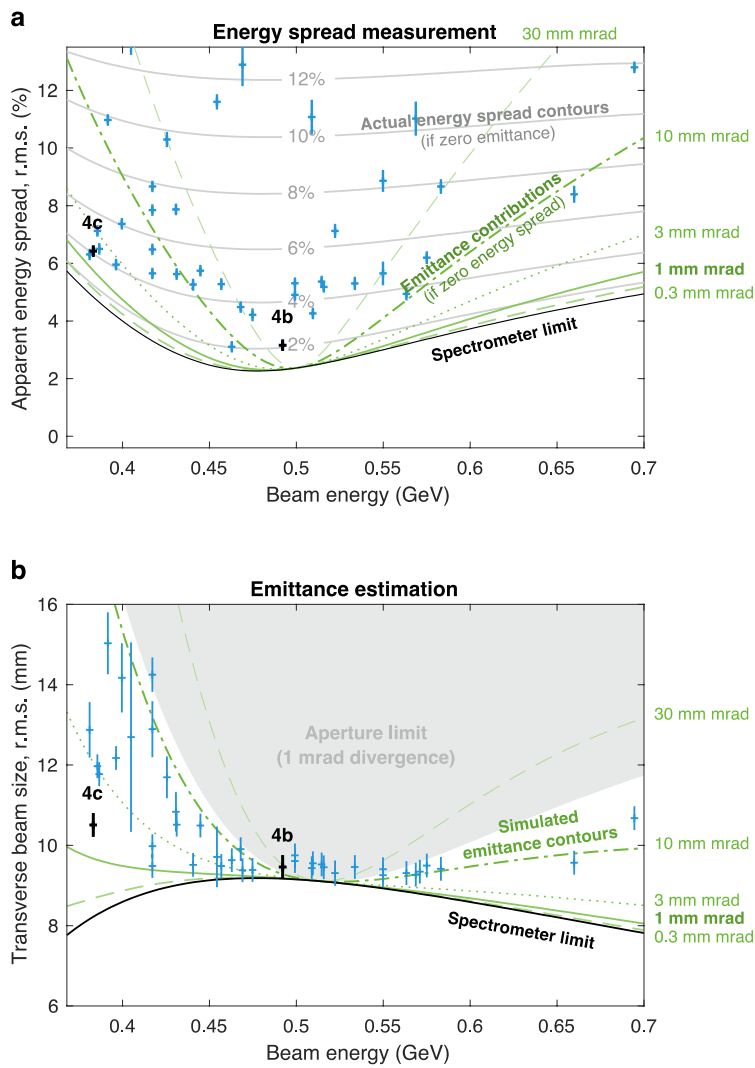 a
Energy spread measurement
30 mm mrad
12
10
8
6
4
2
0
Apparent energy spread, r.m.s. (%)
12%
10%
8%
6%
4%
2%
Actual energy spread contours
(if zero emittance)
Emittance contributions
(if zero energy spread)
4c
4b
Spectrometer limit
10 mm mrad
3 mm mrad
1 mm mrad
0.3 mm mrad
0.4
0.45
0.5
0.55
0.6
0.65
0.7
Beam energy (GeV)
b
Emittance estimation
16
14
12
10
8
6
Transverse beam size, r.m.s. (mm)
Aperture limit
(1 mrad divergence)
4c
4b
Simulated
emittance contours
Spectrometer limit
30 mm mrad
10 mm mrad
3 mm mrad
1 mm mrad
0.3 mm mrad
0.4
0.45
0.5
0.55
0.6
0.65
0.7
Beam energy (GeV)